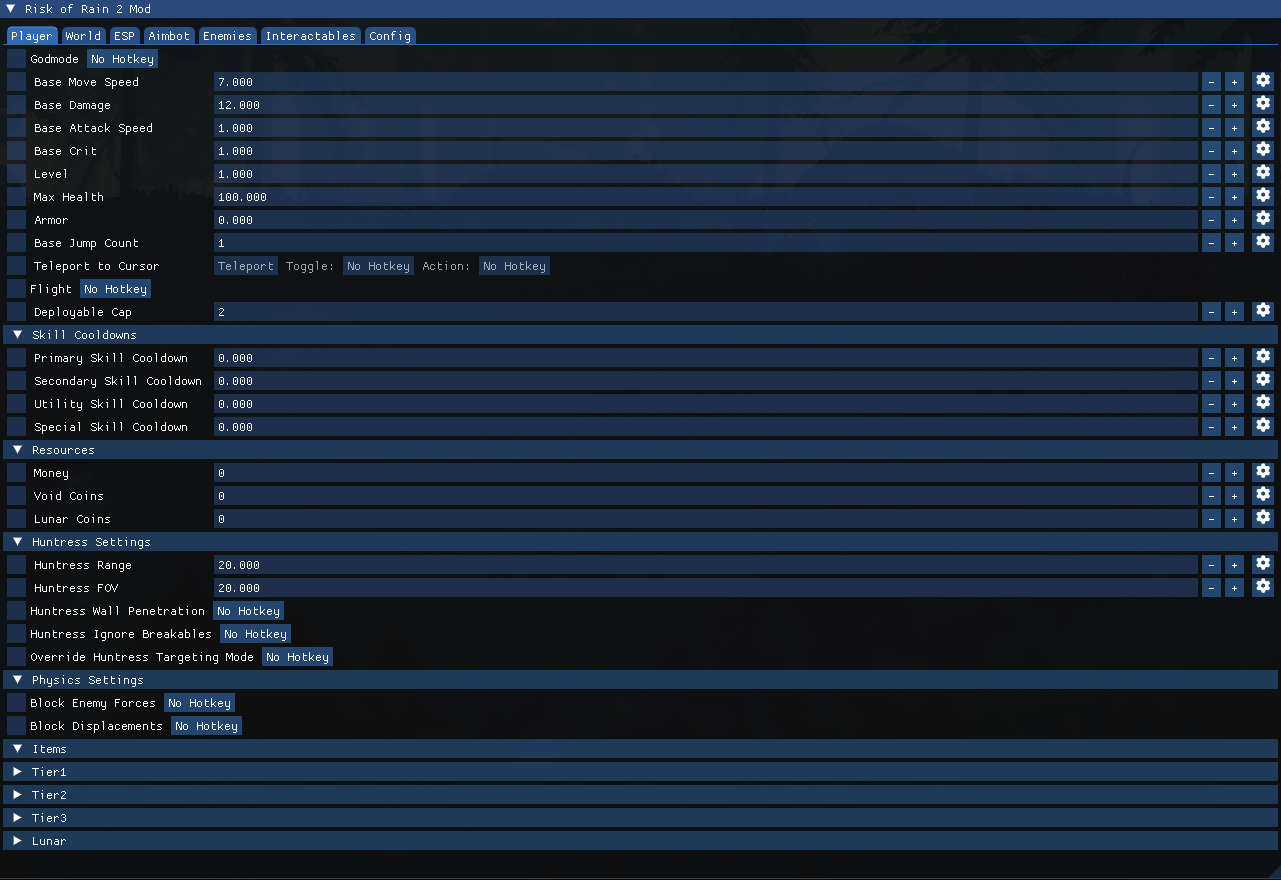 Risk of Rain 2 Mod
Player World ESP Aimbot Enemies Interactables Config
Godmode No Hotkey
Base Move Speed 7.000 - +
Base Damage 12.000 - +
Base Attack Speed 1.000 - +
Base Crit 1.000 - +
Level 1.000 - +
Max Health 100.000 - +
Armor 0.000 - +
Base Jump Count 1 - +
Teleport to Cursor Teleport Toggle: No Hotkey Action: No Hotkey
Flight No Hotkey
Deployable Cap 2 - +
Skill Cooldowns
Primary Skill Cooldown 0.000 - +
Secondary Skill Cooldown 0.000 - +
Utility Skill Cooldown 0.000 - +
Special Skill Cooldown 0.000 - +
Resources
Money 0 - +
Void Coins 0 - +
Lunar Coins 0 - +
Huntress Settings
Huntress Range 20.000 - +
Huntress FOV 20.000 - +
Huntress Wall Penetration No Hotkey
Huntress Ignore Breakables No Hotkey
Override Huntress Targeting Mode No Hotkey
Physics Settings
Block Enemy Forces No Hotkey
Block Displacements No Hotkey
Items
Tier1
Tier2
Tier3
Lunar